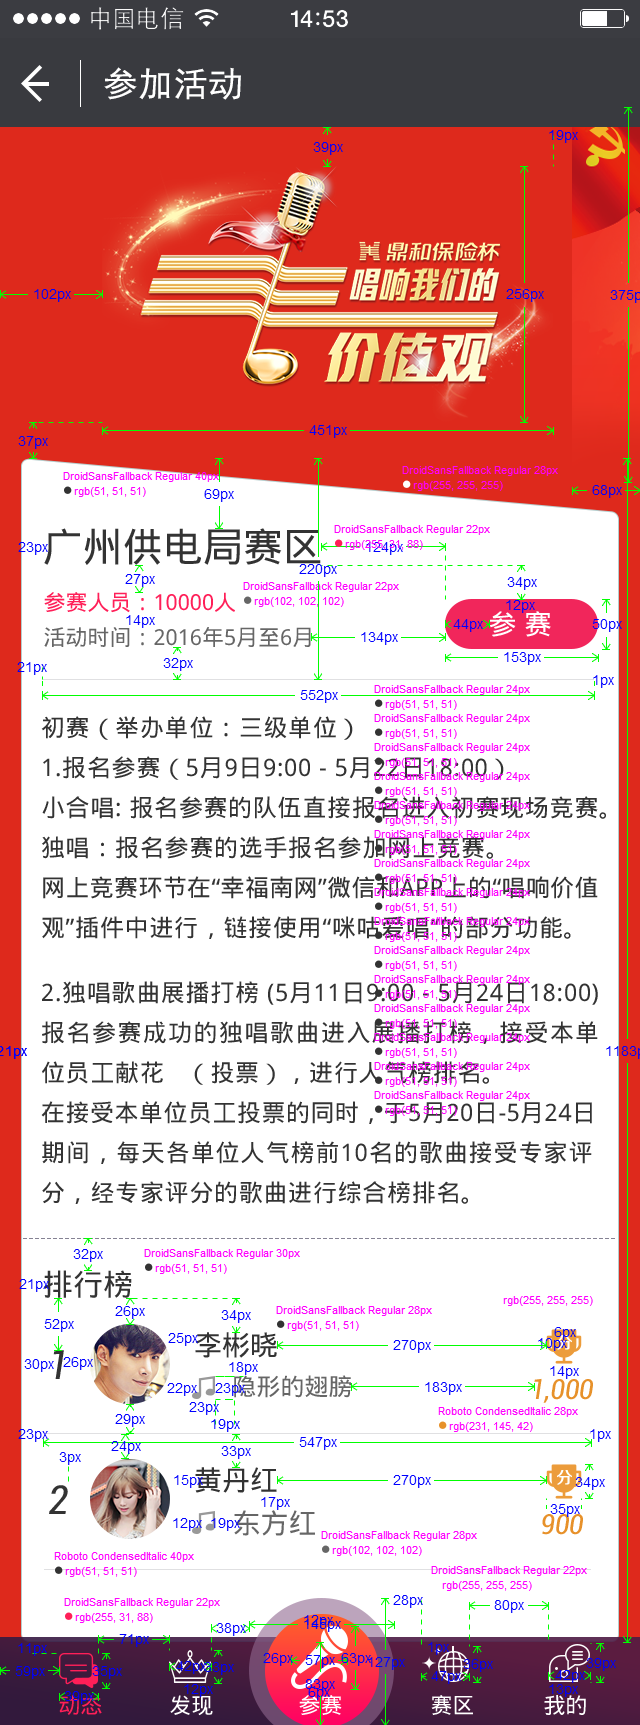 中国电信 14:53
参加活动
39px
19px
鼎和保险杯
唱响我们的
价值观
102px
256px
375p
451px
37px
DroidSansFallback Regular 40px
rgb(51, 51, 51)
69px
rgb(255, 255, 255)
68px
广州供电局赛区
23px
DroidSansFallback Regular 22px
124px
220px
27px
DroidSansFallback Regular 22px
rgb(102, 102, 102)
34px
参赛人员：10000人
12px
14px
活动时间：2016年5月至6月
134px
44px
参 赛
50px
32px
153px
21px
1px
552px
DroidSansFallback Regular 24px
rgb(51, 51, 51)
初赛（举办单位：三级单位）
1.报名参赛（5月9日9:00 - 5月22日18:00）
小合唱: 报名参赛的队伍直接报名进入初赛现场竞赛。
独唱：报名参赛的选手报名参加网上竞赛。
网上竞赛环节在“幸福南网”微信和APP上的“唱响价值
观”插件中进行，链接使用“咪咕爱唱”的部分功能。
2.独唱歌曲展播打榜 (5月11日9:00 - 5月24日18:00)
报名参赛成功的独唱歌曲进入展播打榜，接受本单
21px
1183p
位员工献花 （投票），进行人气榜排名。
在接受本单位员工投票的同时，于5月20日-5月24日
期间，每天各单位人气榜前10名的歌曲接受专家评
分，经专家评分的歌曲进行综合榜排名。
32px
DroidSansFallback Regular 30px
rgb(51, 51, 51)
21px
排行榜
rgb(255, 255, 255)
26px
34px
DroidSansFallback Regular 28px
rgb(51, 51, 51)
52px
25px
李彬晓
270px
6px
10px
30px
1
26px
18px
14px
22px
23px
隐形的翅膀
183px
1,000
23px
29px
19px
Roboto CondensedItalic 28px
rgb(231, 145, 42)
23px
547px
1px
24px
33px
3px
15px
黄丹红
270px
分
34px
2
17px
35px
12px
19px
东方红
900
DroidSansFallback Regular 28px
rgb(102, 102, 102)
Roboto CondensedItalic 40px
rgb(51, 51, 51)
DroidSansFallback Regular 22px
rgb(255, 255, 255)
DroidSansFallback Regular 22px
rgb(255, 31, 88)
28px
80px
38px
71px
26px
57px
63px
127px
动态
发现
参赛
赛区
我的